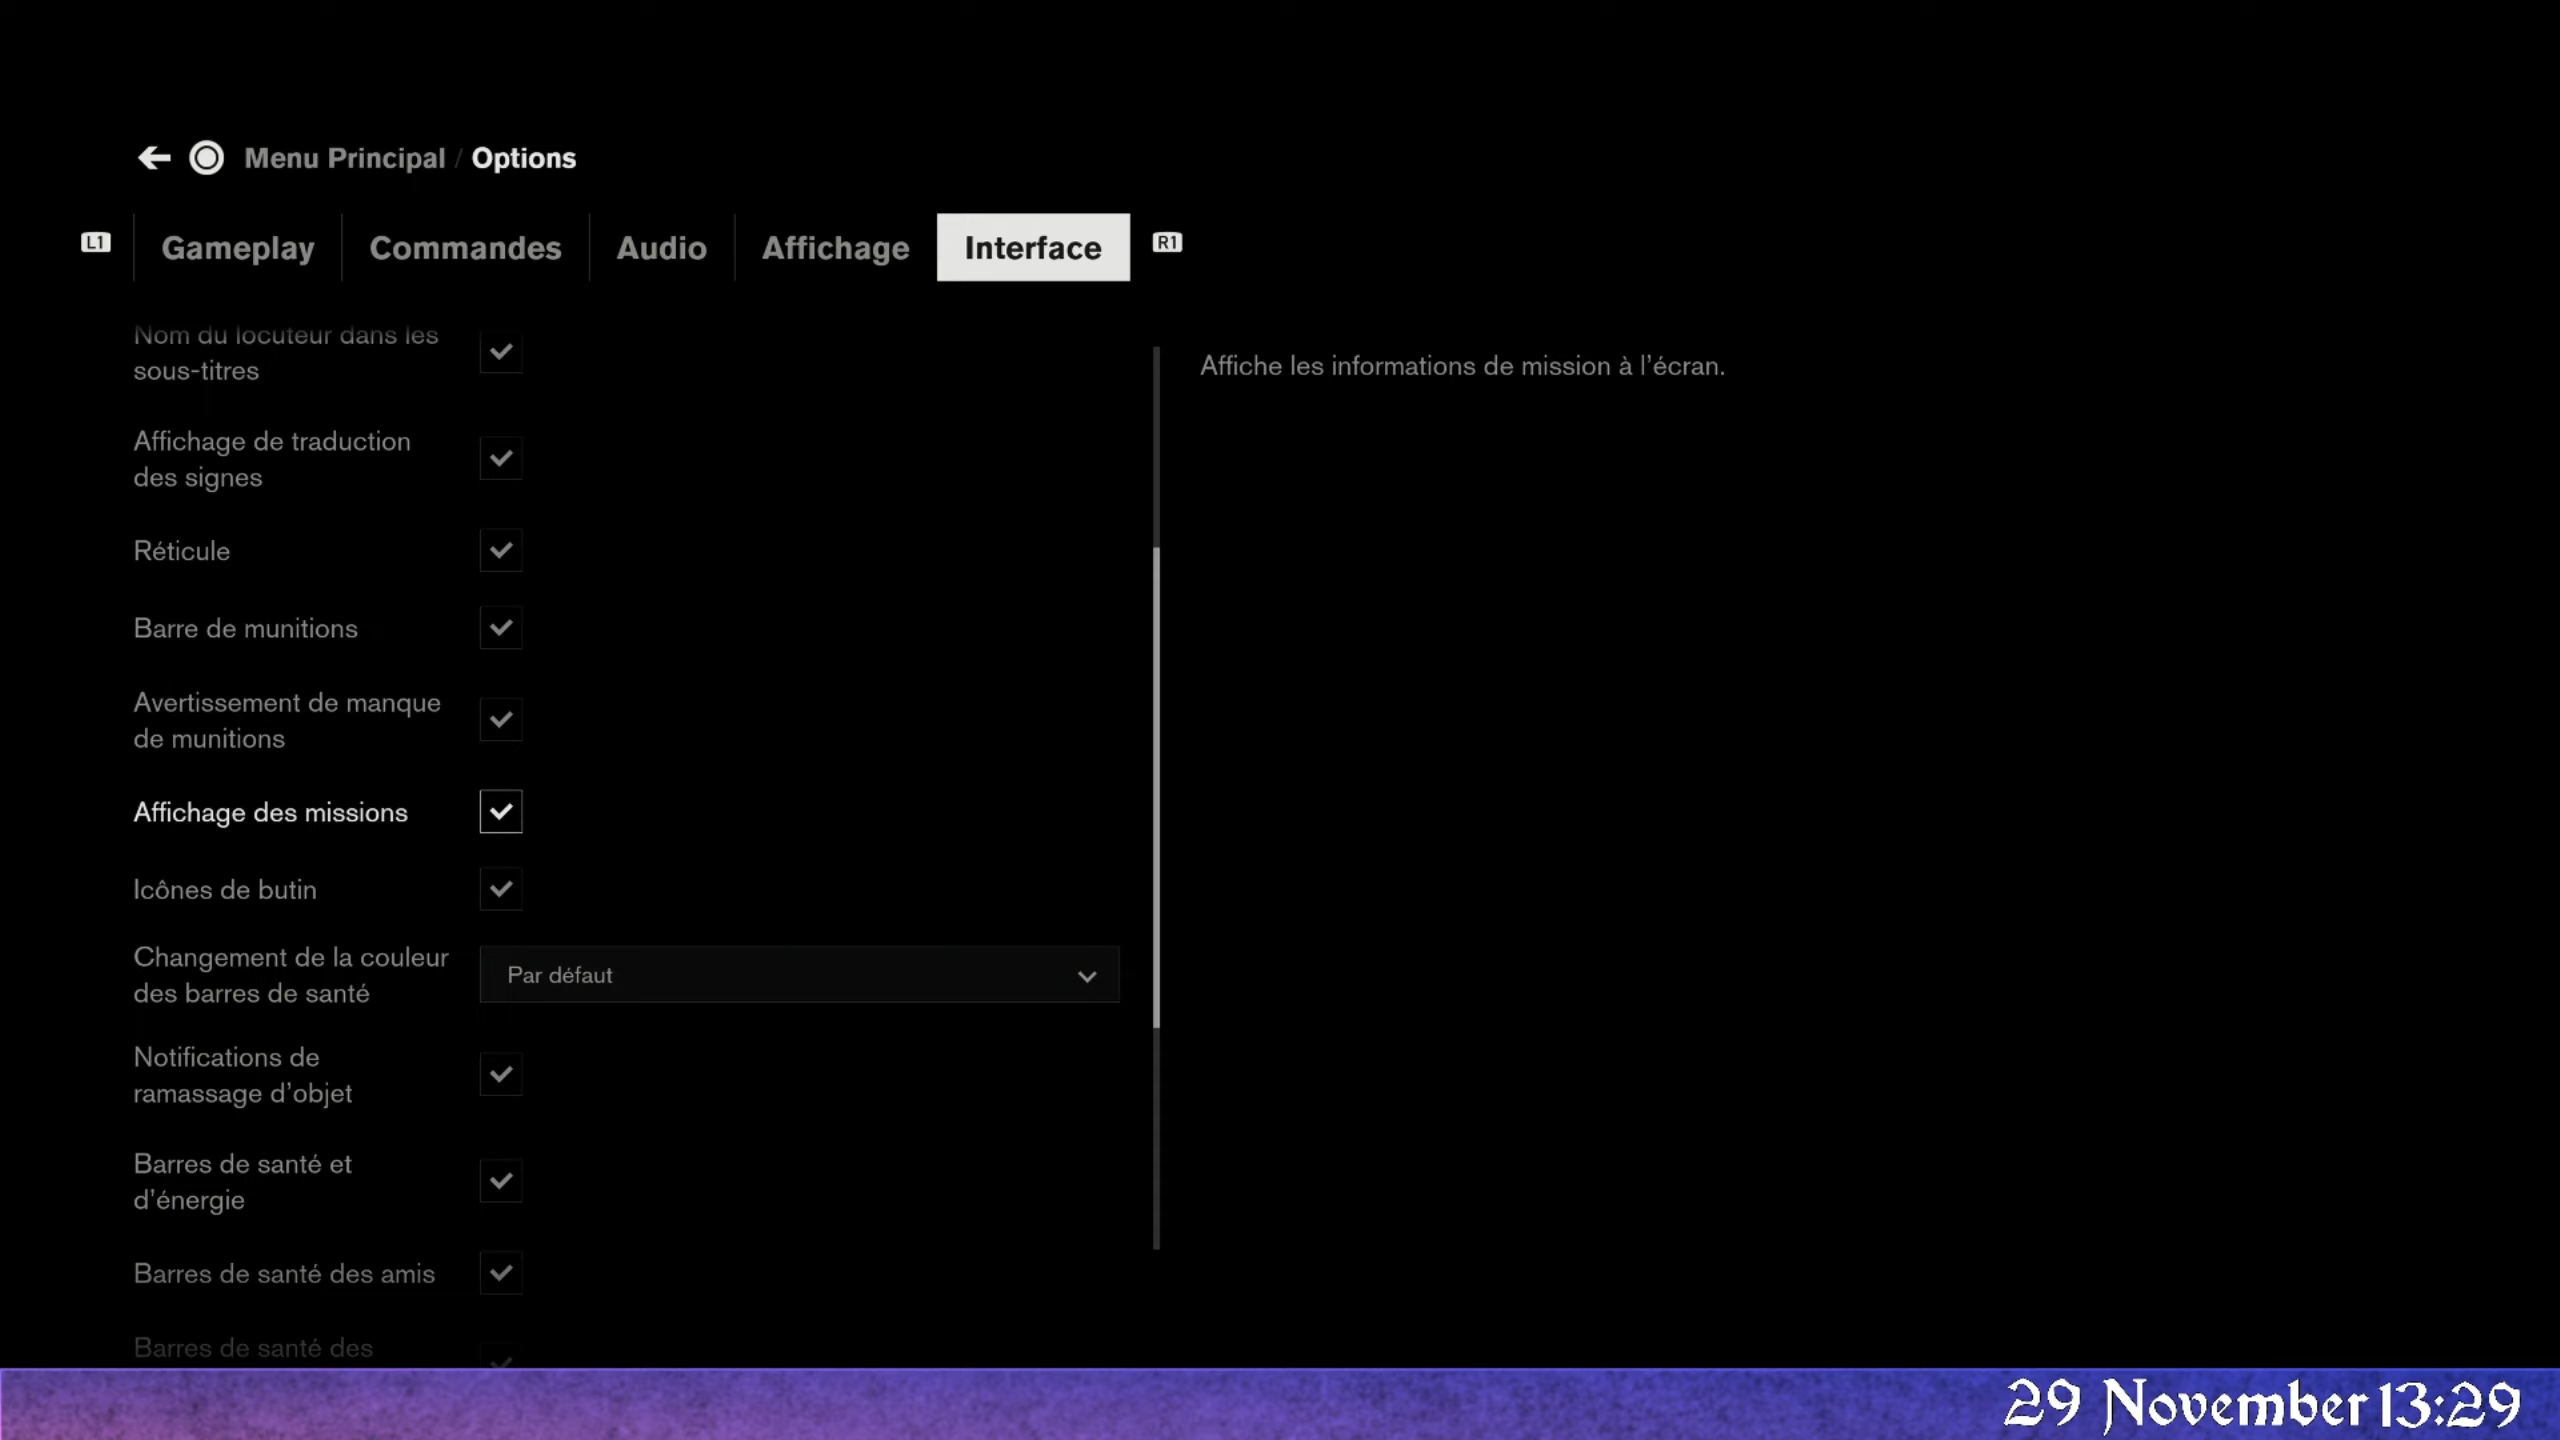 Menu Principal / Options
L1 Gameplay Commandes Audio Affichage Interface R1
Nom du locuteur dans les
sous-titres
Affiche les informations de mission à l’écran.
Affichage de traduction
des signes
Réticule
Barre de munitions
Avertissement de manque
de munitions
Affichage des missions
Icônes de butin
Changement de la couleur
des barres de santé
Par défaut
Notifications de
ramassage d’objet
Barres de santé et
d’énergie
Barres de santé des amis
Barres de santé des
29 November 13:29